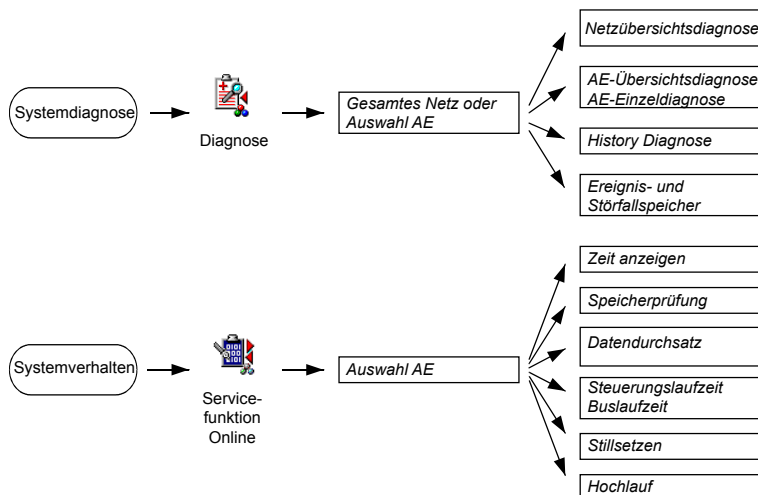 Systemdiagnose
Diagnose
Gesamtes Netz oder
Auswahl AE
Netzübersichtsdiagnose
AE-Übersichtsdiagnose
AE-Einzeldiagnose
History Diagnose
Ereignis- und
Störfallspeicher
Systemverhalten
Service-
funktion
Online
Auswahl AE
Zeit anzeigen
Speicherprüfung
Datendurchsatz
Steuerungslaufzeit
Buslaufzeit
Stillsetzen
Hochlauf